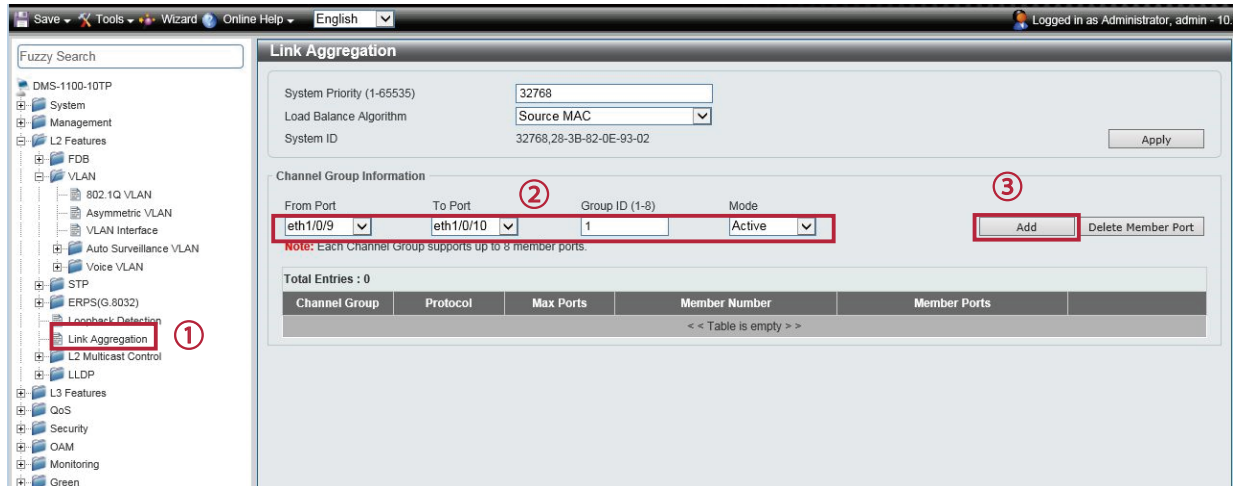 Save Tools Wizard Online Help English Logged in as Administrator, admin - 10.
Fuzzy Search
DMS-1100-10TP
System
Management
L2 Features
FDB
VLAN
802.1Q VLAN
Asymmetric VLAN
VLAN Interface
Auto Surveillance VLAN
Voice VLAN
STP
ERPS(G.8032)
Loopback Detection
Link Aggregation
①
L2 Multicast Control
LLDP
L3 Features
QoS
Security
OAM
Monitoring
Green
Link Aggregation
System Priority (1-65535) 32768
Load Balance Algorithm Source MAC
System ID 32768,28-3B-82-0E-93-02 Apply
Channel Group Information
② ③
From Port To Port Group ID (1-8) Mode
eth1/0/9 eth1/0/10 1 Active Add Delete Member Port
Note: Each Channel Group supports up to 8 member ports.
Total Entries : 0
Channel Group Protocol Max Ports Member Number Member Ports
< < Table is empty > >